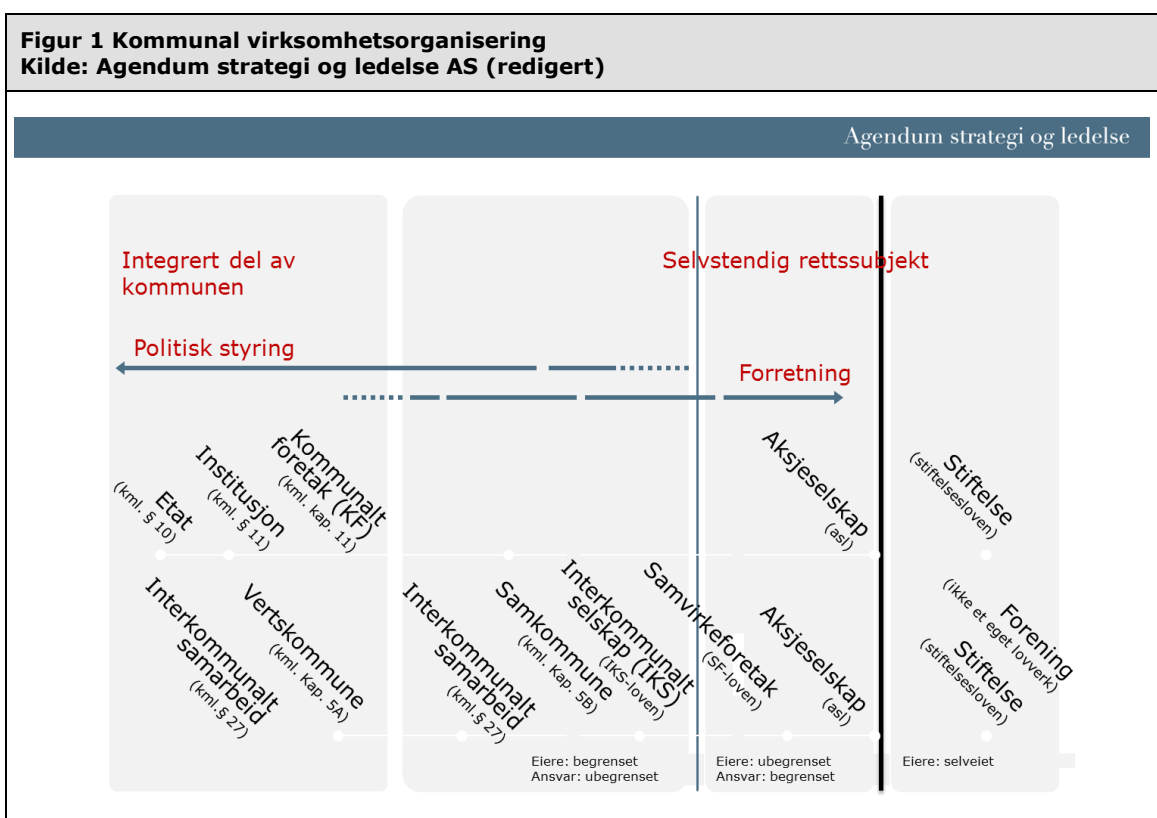 Figur 1 Kommunal virksomhetsorganisering
Kilde: Agendum strategi og ledelse AS (redigert)
Agendum strategi og ledelse
Integrert del av
kommunen
Selvstendig rettssubjekt
Politisk styring
Forretning
Etat
(kml. § 10)
Institusjon
(kml. § 11)
Kommunalt
foretak (KF)
(kml. kap. 11)
Aksjeselskap
(asl)
Stiftelse
(stiftelsesloven)
Interkommunalt
samarbeid
(kml.§ 27)
Vertskommune
(kml. Kap. 5A)
Interkommunalt
samarbeid
(kml.§ 27)
Samkommune
(kml. Kap. 5B)
Interkommunalt
selskap (IKS)
(IKS-loven)
Samvirkeforetak
(SF-loven)
Aksjeselskap
(asl)
Forening
(ikke et eget lovverk)
Stiftelse
(stiftelsesloven)
Eiere: begrenset
Ansvar: ubegrenset
Eiere: ubegrenset
Ansvar: begrenset
Eiere: selveiet